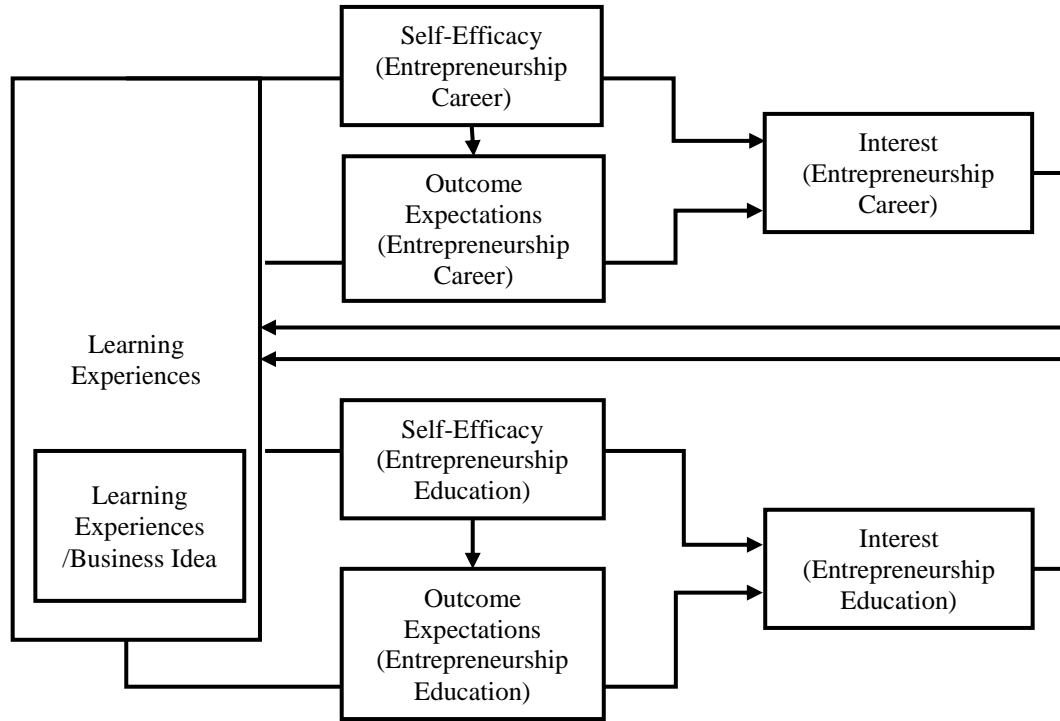 Self-Efficacy
(Entrepreneurship
Career)
Outcome
Expectations
(Entrepreneurship
Career)
Interest
(Entrepreneurship
Career)
Learning
Experiences
Learning
Experiences
/Business Idea
Self-Efficacy
(Entrepreneurship
Education)
Outcome
Expectations
(Entrepreneurship
Education)
Interest
(Entrepreneurship
Education)